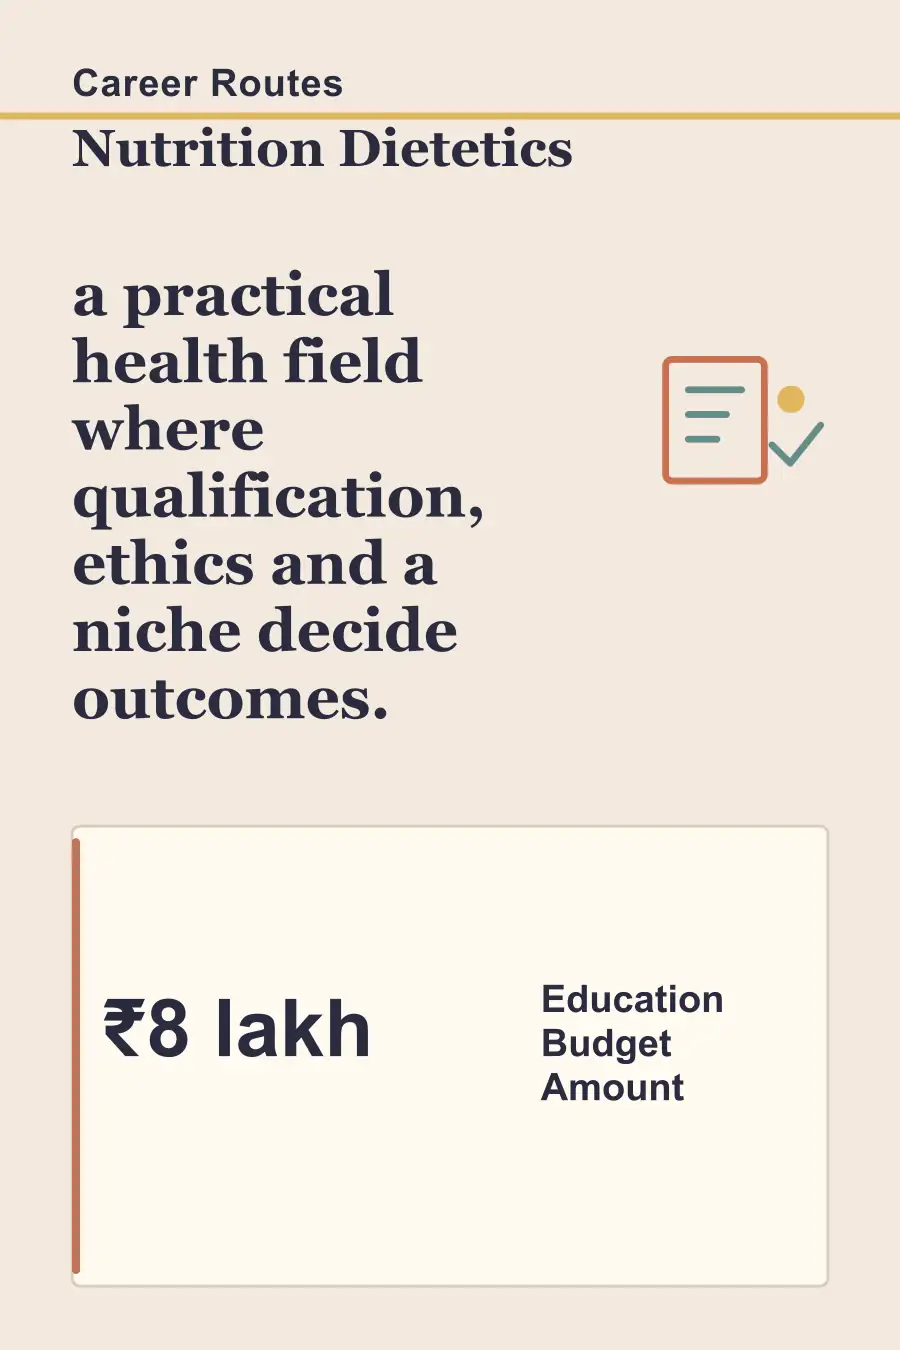 Career Routes
Nutrition Dietetics
a practical
health field
where
qualification,
ethics and a
niche decide
outcomes.
₹8 lakh
Education
Budget
Amount